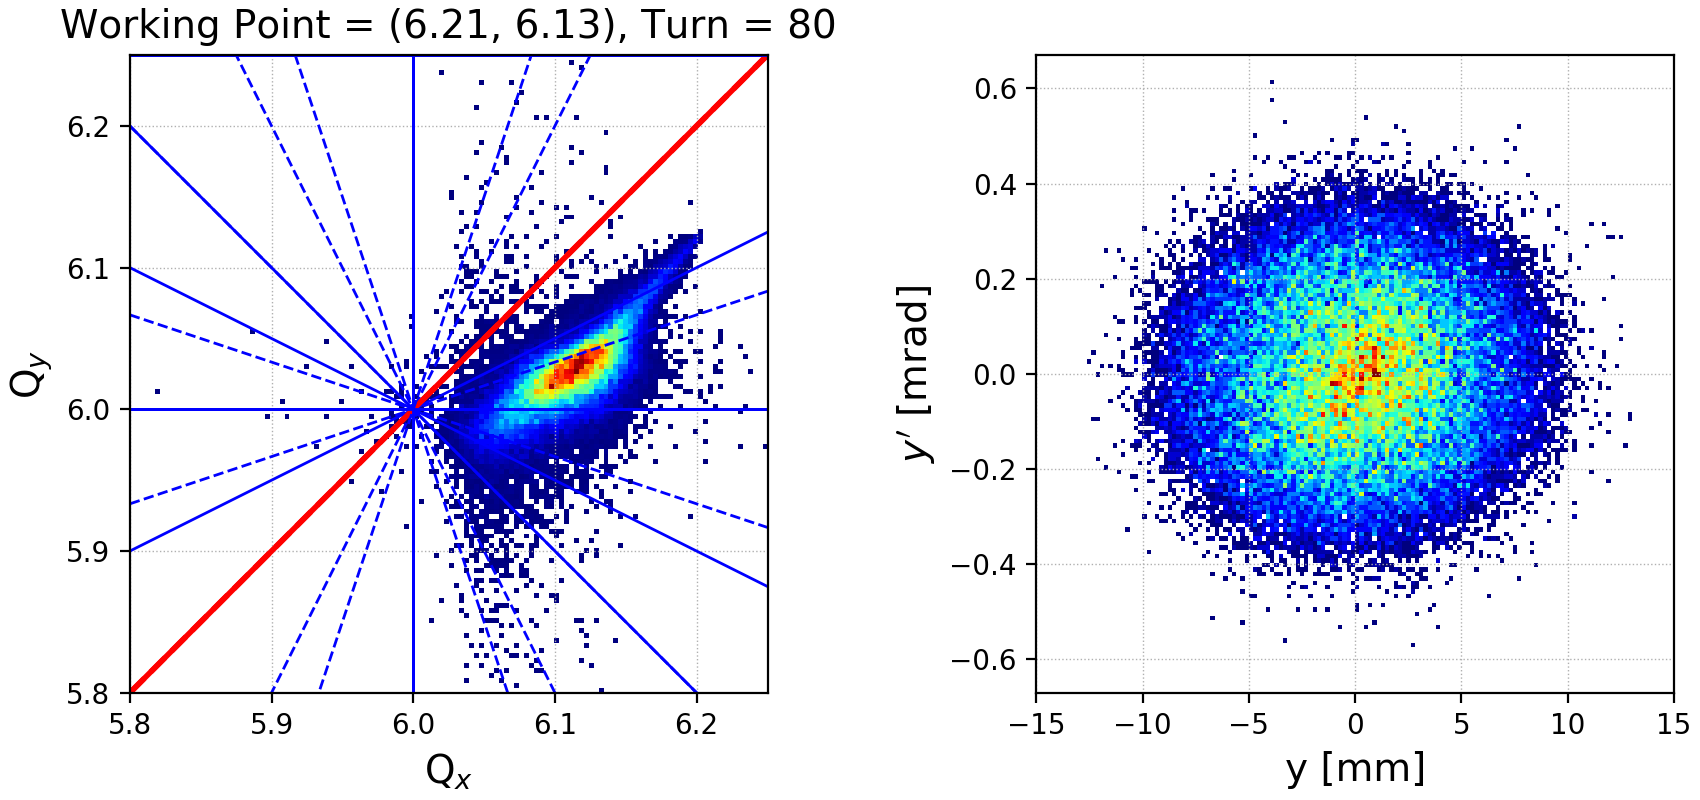 Working Point = (6.21, 6.13), Turn = 80
6.2
6.1
6.0
5.9
5.8
Q_y
5.8 5.9 6.0 6.1 6.2
Q_x
0.6
0.4
0.2
0.0
−0.2
−0.4
−0.6
y′ [mrad]
−15 −10 −5 0 5 10 15
y [mm]